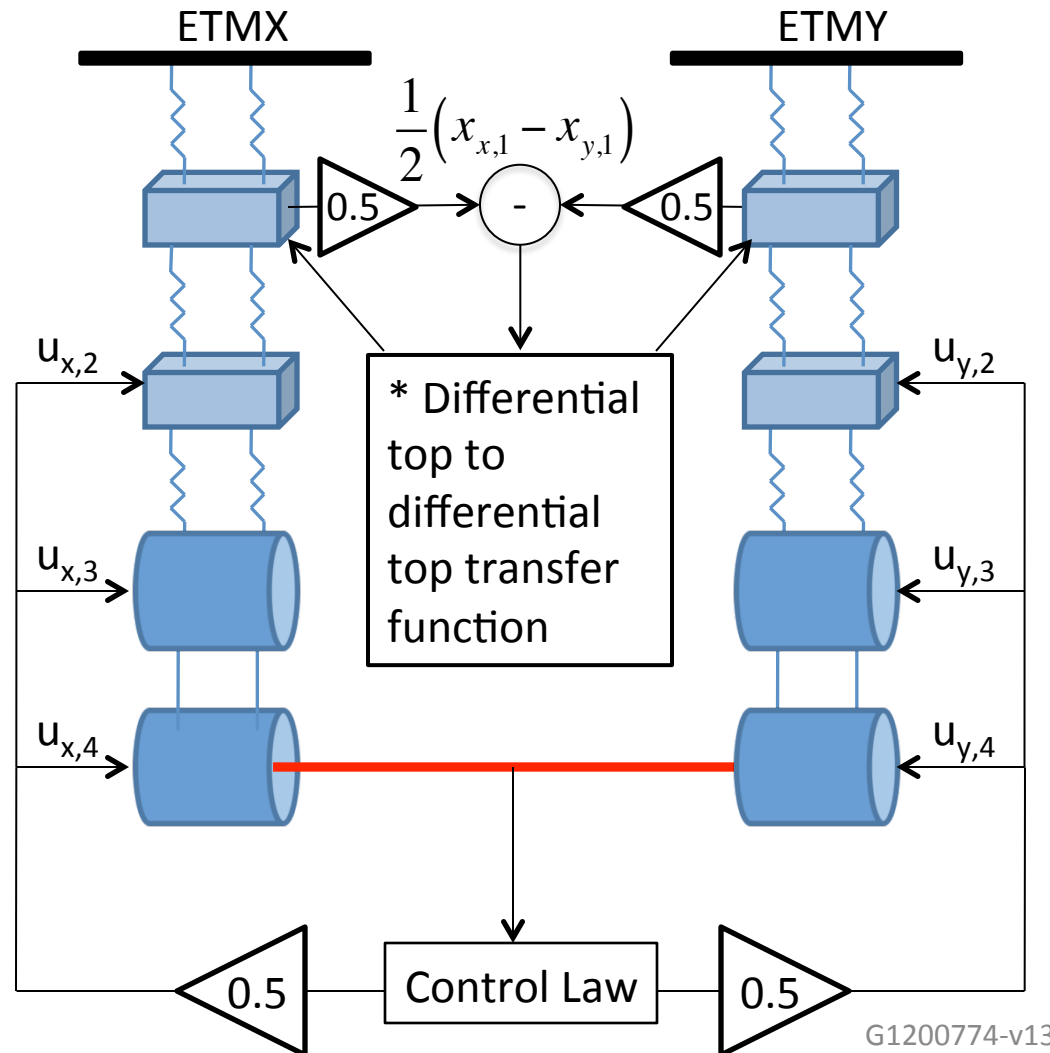 ETMX
ETMY
1/2 (x_{x,1} − x_{y,1})
0.5
-
0.5
u_{x,2}
u_{y,2}
* Differential
top to
differential
top transfer
function
u_{x,3}
u_{y,3}
u_{x,4}
u_{y,4}
0.5
Control Law
0.5
G1200774-v13